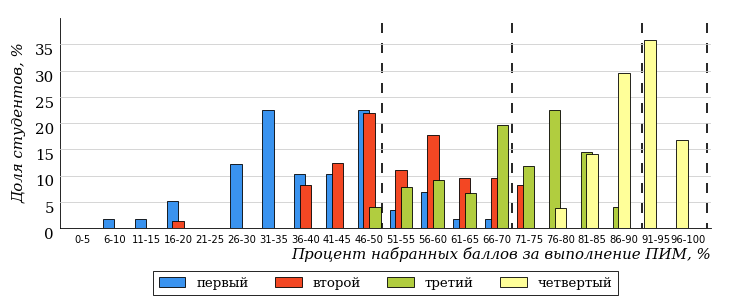 Доля студентов, %
35
30
25
20
15
10
5
0
0-5 6-10 11-15 16-20 21-25 26-30 31-35 36-40 41-45 46-50 51-55 56-60 61-65 66-70 71-75 76-80 81-85 86-90 91-95 96-100
Процент набранных баллов за выполнение ПИМ, %
первый второй третий четвертый